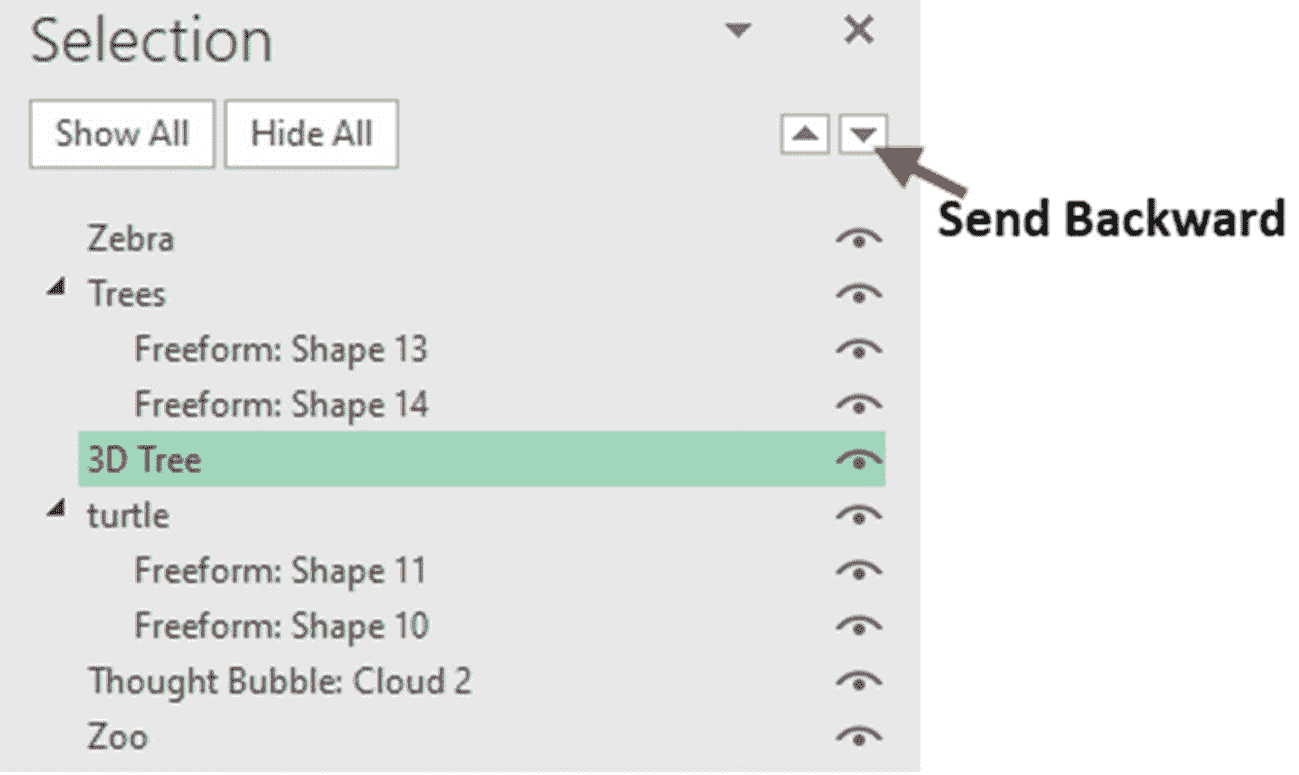 Selection
Show All Hide All
Send Backward
Zebra
Trees
Freeform: Shape 13
Freeform: Shape 14
3D Tree
turtle
Freeform: Shape 11
Freeform: Shape 10
Thought Bubble: Cloud 2
Zoo